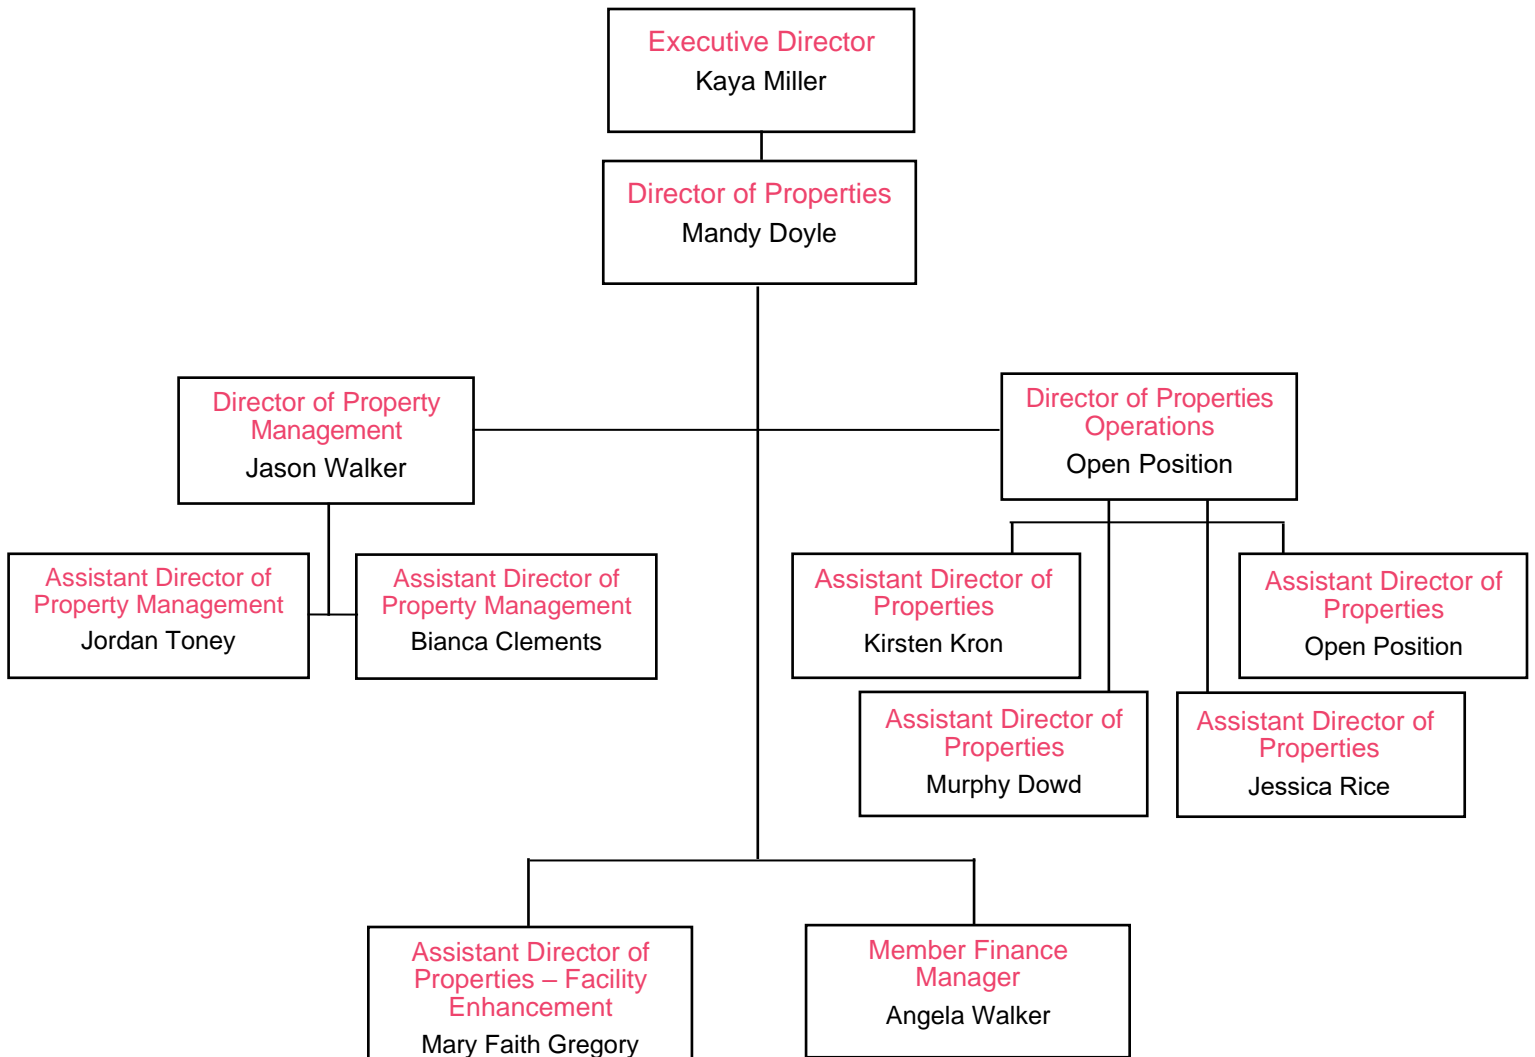 Executive Director
Kaya Miller
Director of Properties
Mandy Doyle
Director of Property
Management
Jason Walker
Director of Properties
Operations
Open Position
Assistant Director of
Property Management
Jordan Toney
Assistant Director of
Property Management
Bianca Clements
Assistant Director of
Properties
Kirsten Kron
Assistant Director of
Properties
Open Position
Assistant Director of
Properties
Murphy Dowd
Assistant Director of
Properties
Jessica Rice
Assistant Director of
Properties – Facility
Enhancement
Mary Faith Gregory
Member Finance
Manager
Angela Walker